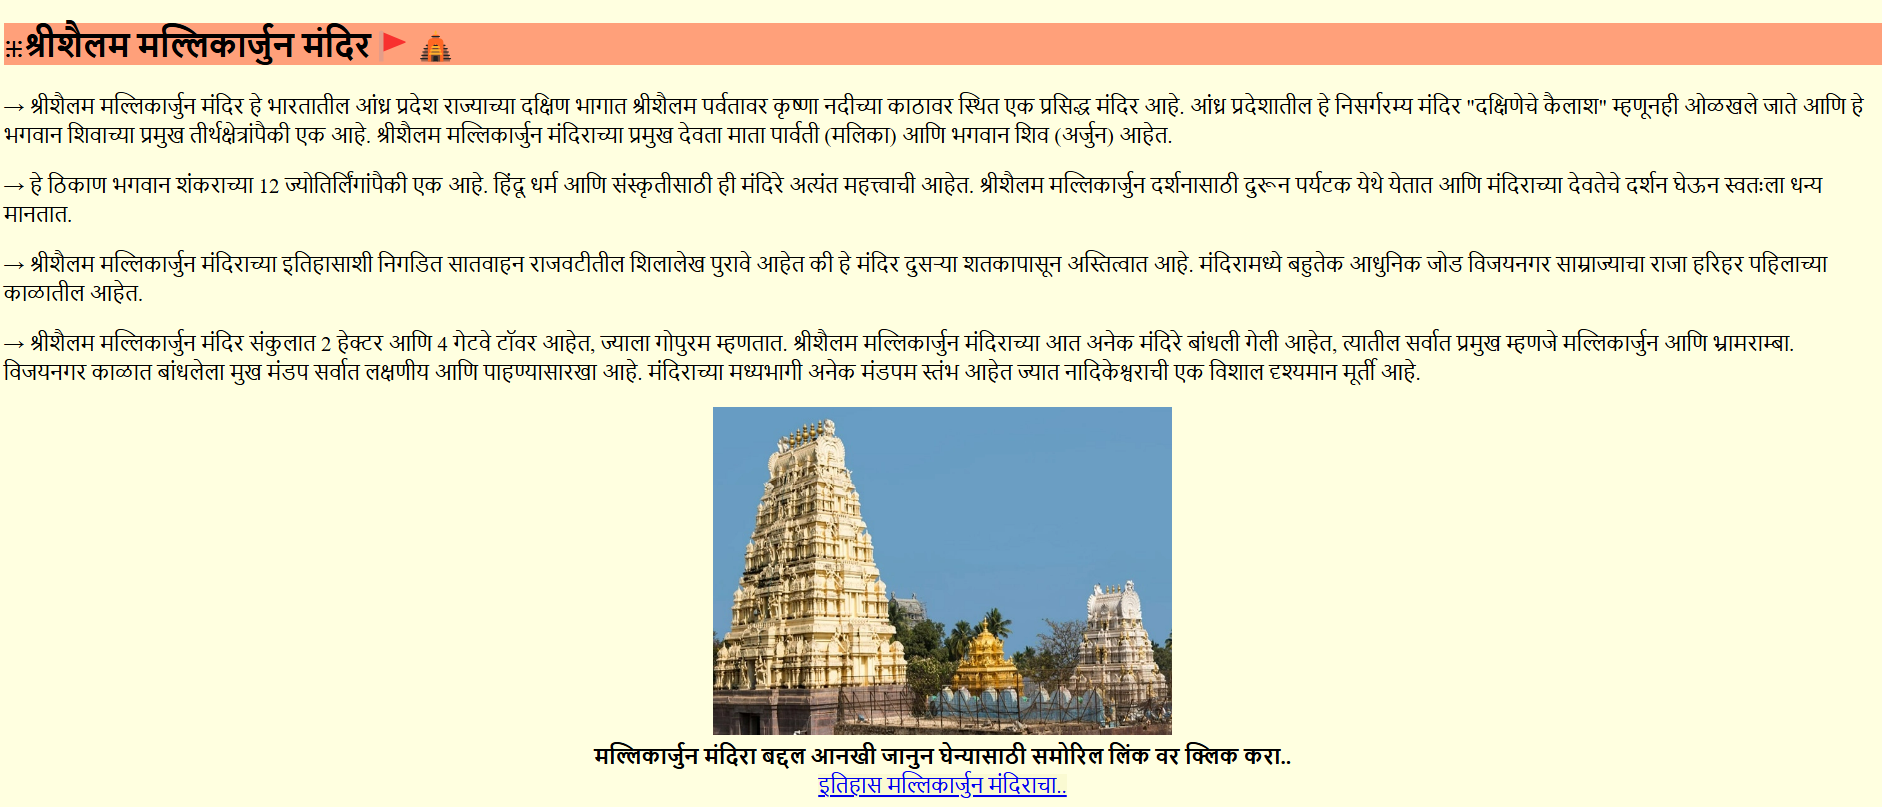 ⁜श्रीशैलम मल्लिकार्जुन मंदिर 🚩 🛕
→ श्रीशैलम मल्लिकार्जुन मंदिर हे भारतातील आंध्र प्रदेश राज्याच्या दक्षिण भागात श्रीशैलम पर्वतावर कृष्णा नदीच्या काठावर स्थित एक प्रसिद्ध मंदिर आहे. आंध्र प्रदेशातील हे निसर्गरम्य मंदिर "दक्षिणेचे कैलाश" म्हणूनही ओळखले जाते आणि हे
भगवान शिवाच्या प्रमुख तीर्थक्षेत्रांपैकी एक आहे. श्रीशैलम मल्लिकार्जुन मंदिराच्या प्रमुख देवता माता पार्वती (मलिका) आणि भगवान शिव (अर्जुन) आहेत.
→ हे ठिकाण भगवान शंकराच्या 12 ज्योतिर्लिंगांपैकी एक आहे. हिंदू धर्म आणि संस्कृतीसाठी ही मंदिरे अत्यंत महत्त्वाची आहेत. श्रीशैलम मल्लिकार्जुन दर्शनासाठी दुरून पर्यटक येथे येतात आणि मंदिराच्या देवतेचे दर्शन घेऊन स्वतःला धन्य
मानतात.
→ श्रीशैलम मल्लिकार्जुन मंदिराच्या इतिहासाशी निगडित सातवाहन राजवटीतील शिलालेख पुरावे आहेत की हे मंदिर दुसऱ्या शतकापासून अस्तित्वात आहे. मंदिरामध्ये बहुतेक आधुनिक जोड विजयनगर साम्राज्याचा राजा हरिहर पहिलाच्या
काळातील आहेत.
→ श्रीशैलम मल्लिकार्जुन मंदिर संकुलात 2 हेक्टर आणि 4 गेटवे टॉवर आहेत, ज्याला गोपुरम म्हणतात. श्रीशैलम मल्लिकार्जुन मंदिराच्या आत अनेक मंदिरे बांधली गेली आहेत, त्यातील सर्वात प्रमुख म्हणजे मल्लिकार्जुन आणि भ्रामराम्बा.
विजयनगर काळात बांधलेला मुख मंडप सर्वात लक्षणीय आणि पाहण्यासारखा आहे. मंदिराच्या मध्यभागी अनेक मंडपम स्तंभ आहेत ज्यात नादिकेश्वराची एक विशाल दृश्यमान मूर्ती आहे.
मल्लिकार्जुन मंदिरा बद्दल आनखी जानुन घेन्यासाठी समोरिल लिंक वर क्लिक करा..
इतिहास मल्लिकार्जुन मंदिराचा..